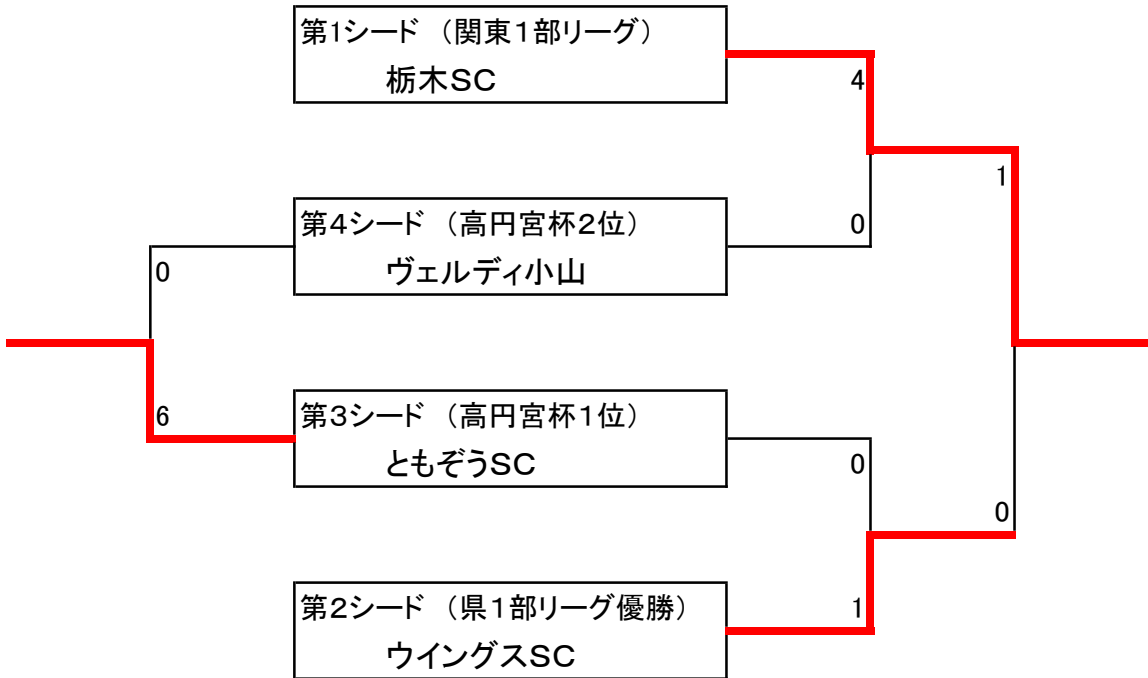 第1シード （関東１部リーグ）
栃木SC
4
1
第４シード （高円宮杯２位）
0
ヴェルディ小山
0
6
第３シード （高円宮杯１位）
ともぞうSC
0
0
第２シード （県１部リーグ優勝）
1
ウイングスSC